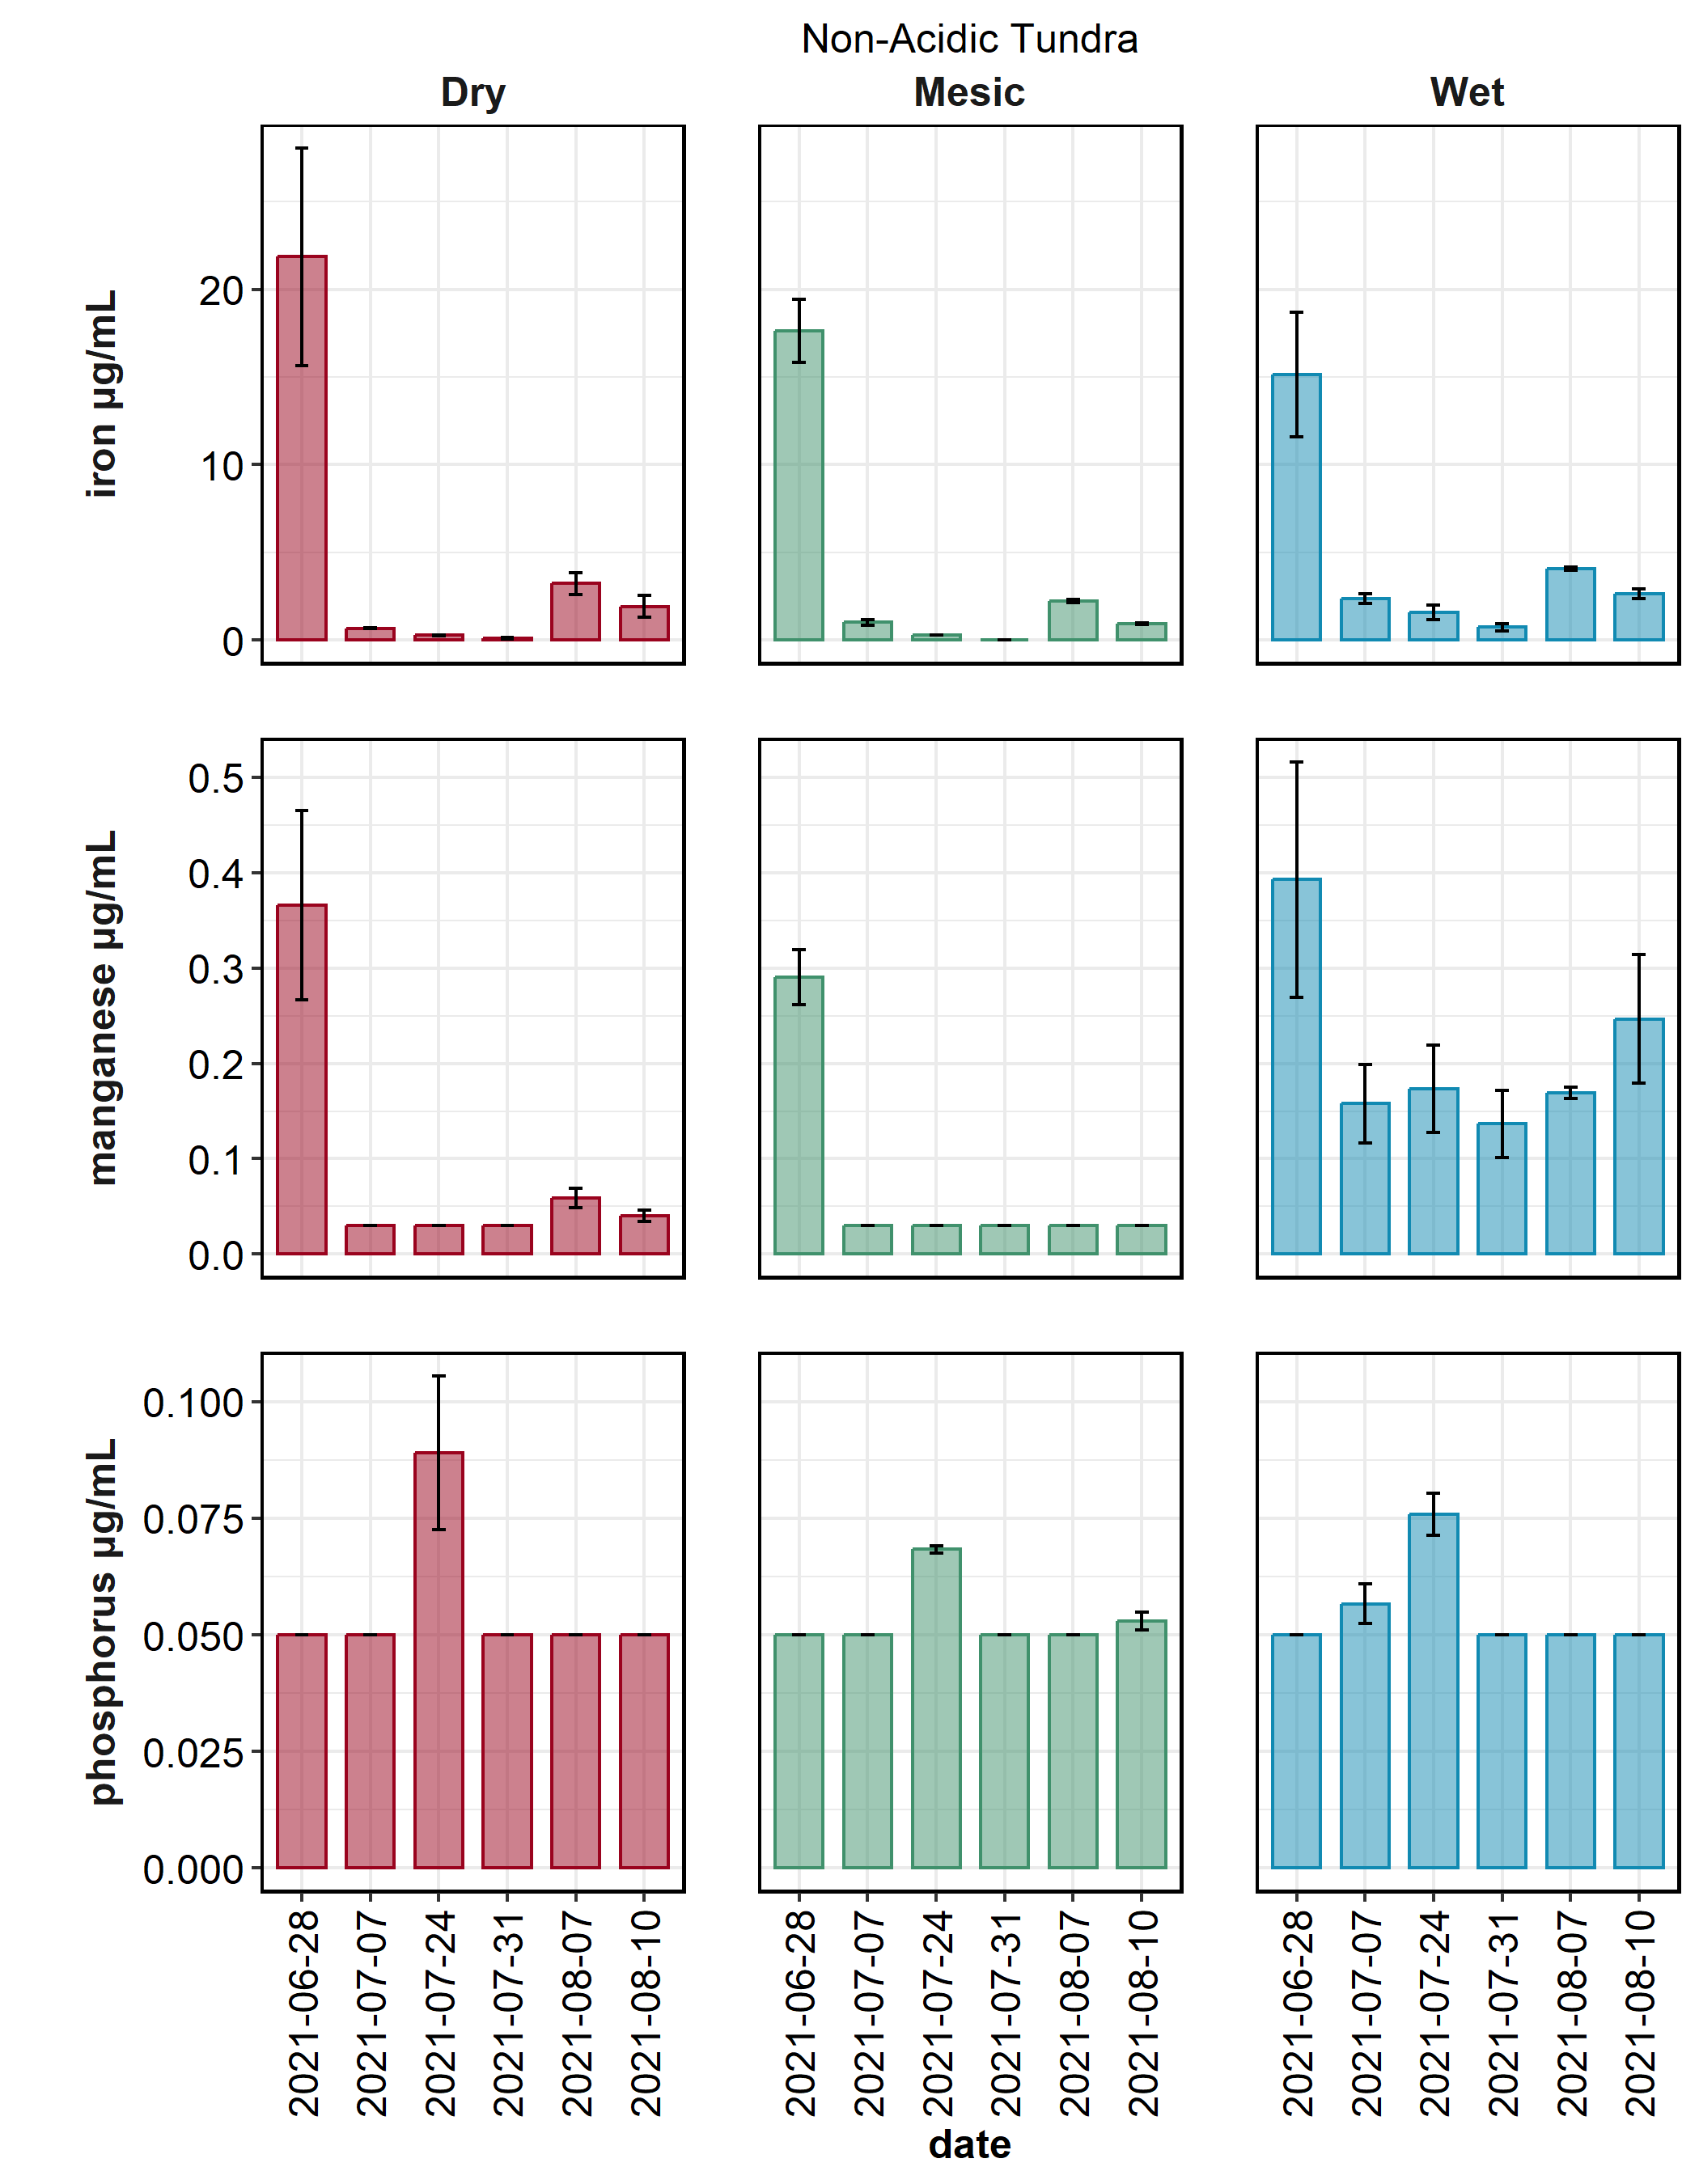 Non-Acidic Tundra
Dry Mesic Wet
iron µg/mL
20
10
0
manganese µg/mL
0.5
0.4
0.3
0.2
0.1
0.0
phosphorus µg/mL
0.100
0.075
0.050
0.025
0.000
2021-06-28 2021-07-07 2021-07-24 2021-07-31 2021-08-07 2021-08-10 2021-06-28 2021-07-07 2021-07-24 2021-07-31 2021-08-07 2021-08-10 2021-06-28 2021-07-07 2021-07-24 2021-07-31 2021-08-07 2021-08-10
date